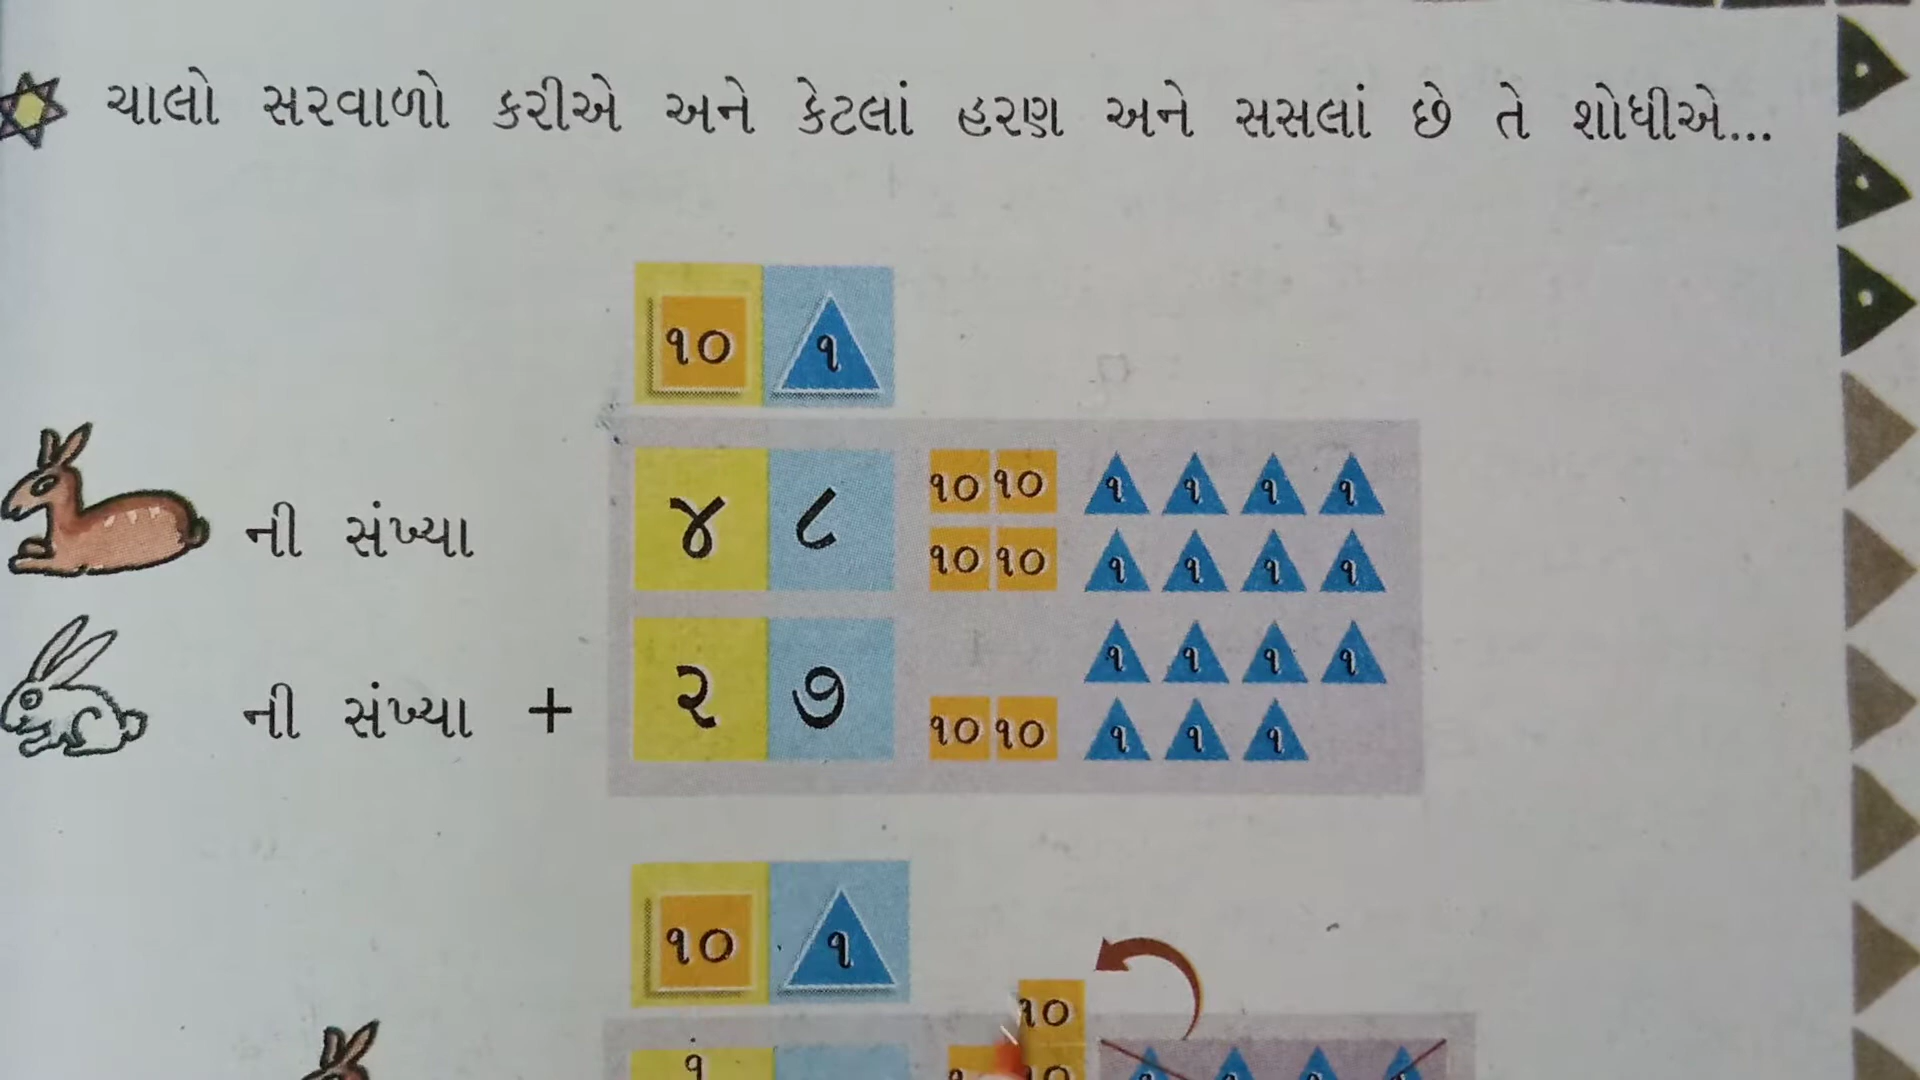 ચાલો સરવાળો કરીએ અને કેટલાં હરણ અને સસલાં છે તે શોધીએ...
૧૦ ૧
ની સંખ્યા ૪ ૮ ૧૦ ૧૦ ૧ ૧ ૧ ૧
૧૦ ૧૦ ૧ ૧ ૧ ૧
૧ ૧ ૧ ૧
ની સંખ્યા + ૨ ૭ ૧૦ ૧૦ ૧ ૧ ૧
૧૦ ૧
૧૦
૧